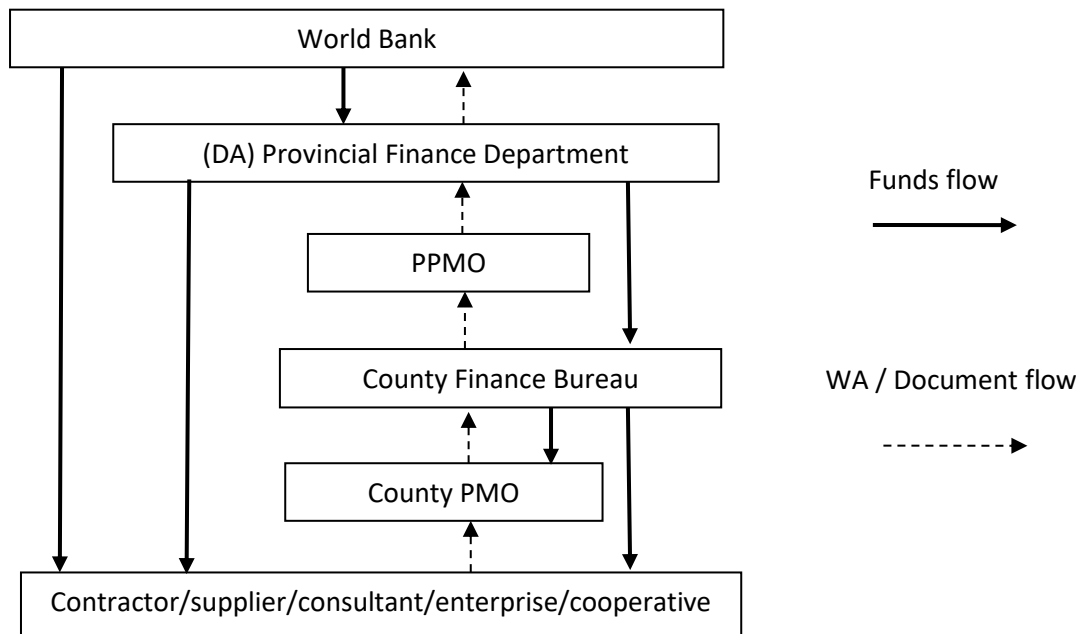 World Bank
(DA) Provincial Finance Department
Funds flow
PPMO
County Finance Bureau
WA / Document flow
County PMO
Contractor/supplier/consultant/enterprise/cooperative